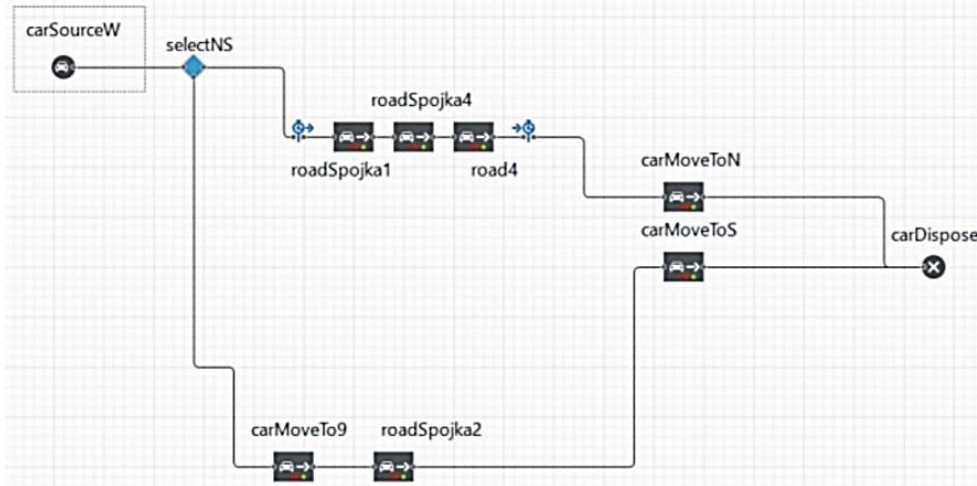 carSourceW
selectNS
roadSpojka4
roadSpojka1
road4
carMoveToN
carMoveToS
carDispose
carMoveTo9
roadSpojka2